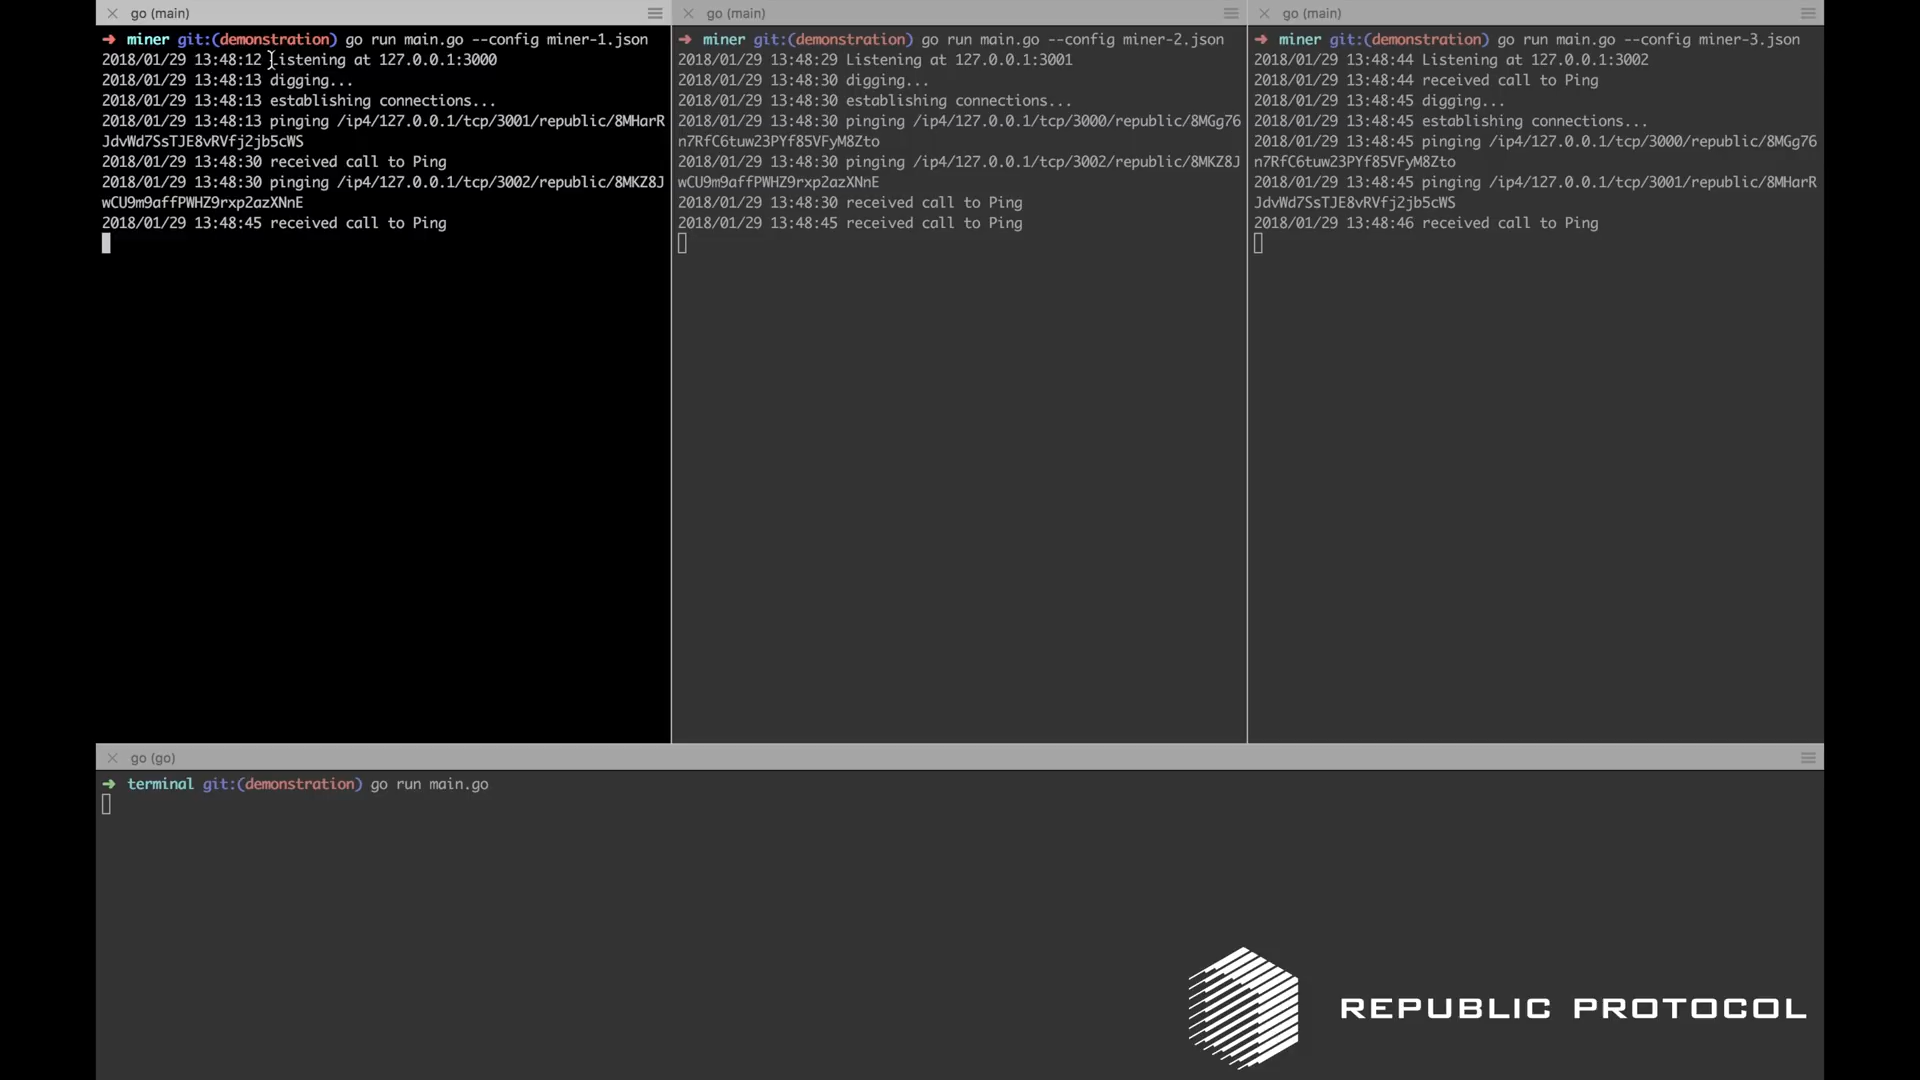 go (main)
➜ miner git:(demonstration) go run main.go --config miner-1.json
2018/01/29 13:48:12 Listening at 127.0.0.1:3000
2018/01/29 13:48:13 digging...
2018/01/29 13:48:13 establishing connections...
2018/01/29 13:48:13 pinging /ip4/127.0.0.1/tcp/3001/republic/8MHarR
JdvWd7SsTJE8vRVfj2jb5cWS
2018/01/29 13:48:30 received call to Ping
2018/01/29 13:48:30 pinging /ip4/127.0.0.1/tcp/3002/republic/8MKZ8J
wCU9m9affPWHZ9rxp2azXNnE
2018/01/29 13:48:45 received call to Ping
go (main)
➜ miner git:(demonstration) go run main.go --config miner-2.json
2018/01/29 13:48:29 Listening at 127.0.0.1:3001
2018/01/29 13:48:30 digging...
2018/01/29 13:48:30 establishing connections...
2018/01/29 13:48:30 pinging /ip4/127.0.0.1/tcp/3000/republic/8MGg76
n7RfC6tuw23PYf85VFyM8Zto
2018/01/29 13:48:30 pinging /ip4/127.0.0.1/tcp/3002/republic/8MKZ8J
wCU9m9affPWHZ9rxp2azXNnE
2018/01/29 13:48:30 received call to Ping
2018/01/29 13:48:45 received call to Ping
go (main)
➜ miner git:(demonstration) go run main.go --config miner-3.json
2018/01/29 13:48:44 Listening at 127.0.0.1:3002
2018/01/29 13:48:44 received call to Ping
2018/01/29 13:48:45 digging...
2018/01/29 13:48:45 establishing connections...
2018/01/29 13:48:45 pinging /ip4/127.0.0.1/tcp/3000/republic/8MGg76
n7RfC6tuw23PYf85VFyM8Zto
2018/01/29 13:48:45 pinging /ip4/127.0.0.1/tcp/3001/republic/8MHarR
JdvWd7SsTJE8vRVfj2jb5cWS
2018/01/29 13:48:46 received call to Ping
go (go)
➜ terminal git:(demonstration) go run main.go
REPUBLIC PROTOCOL